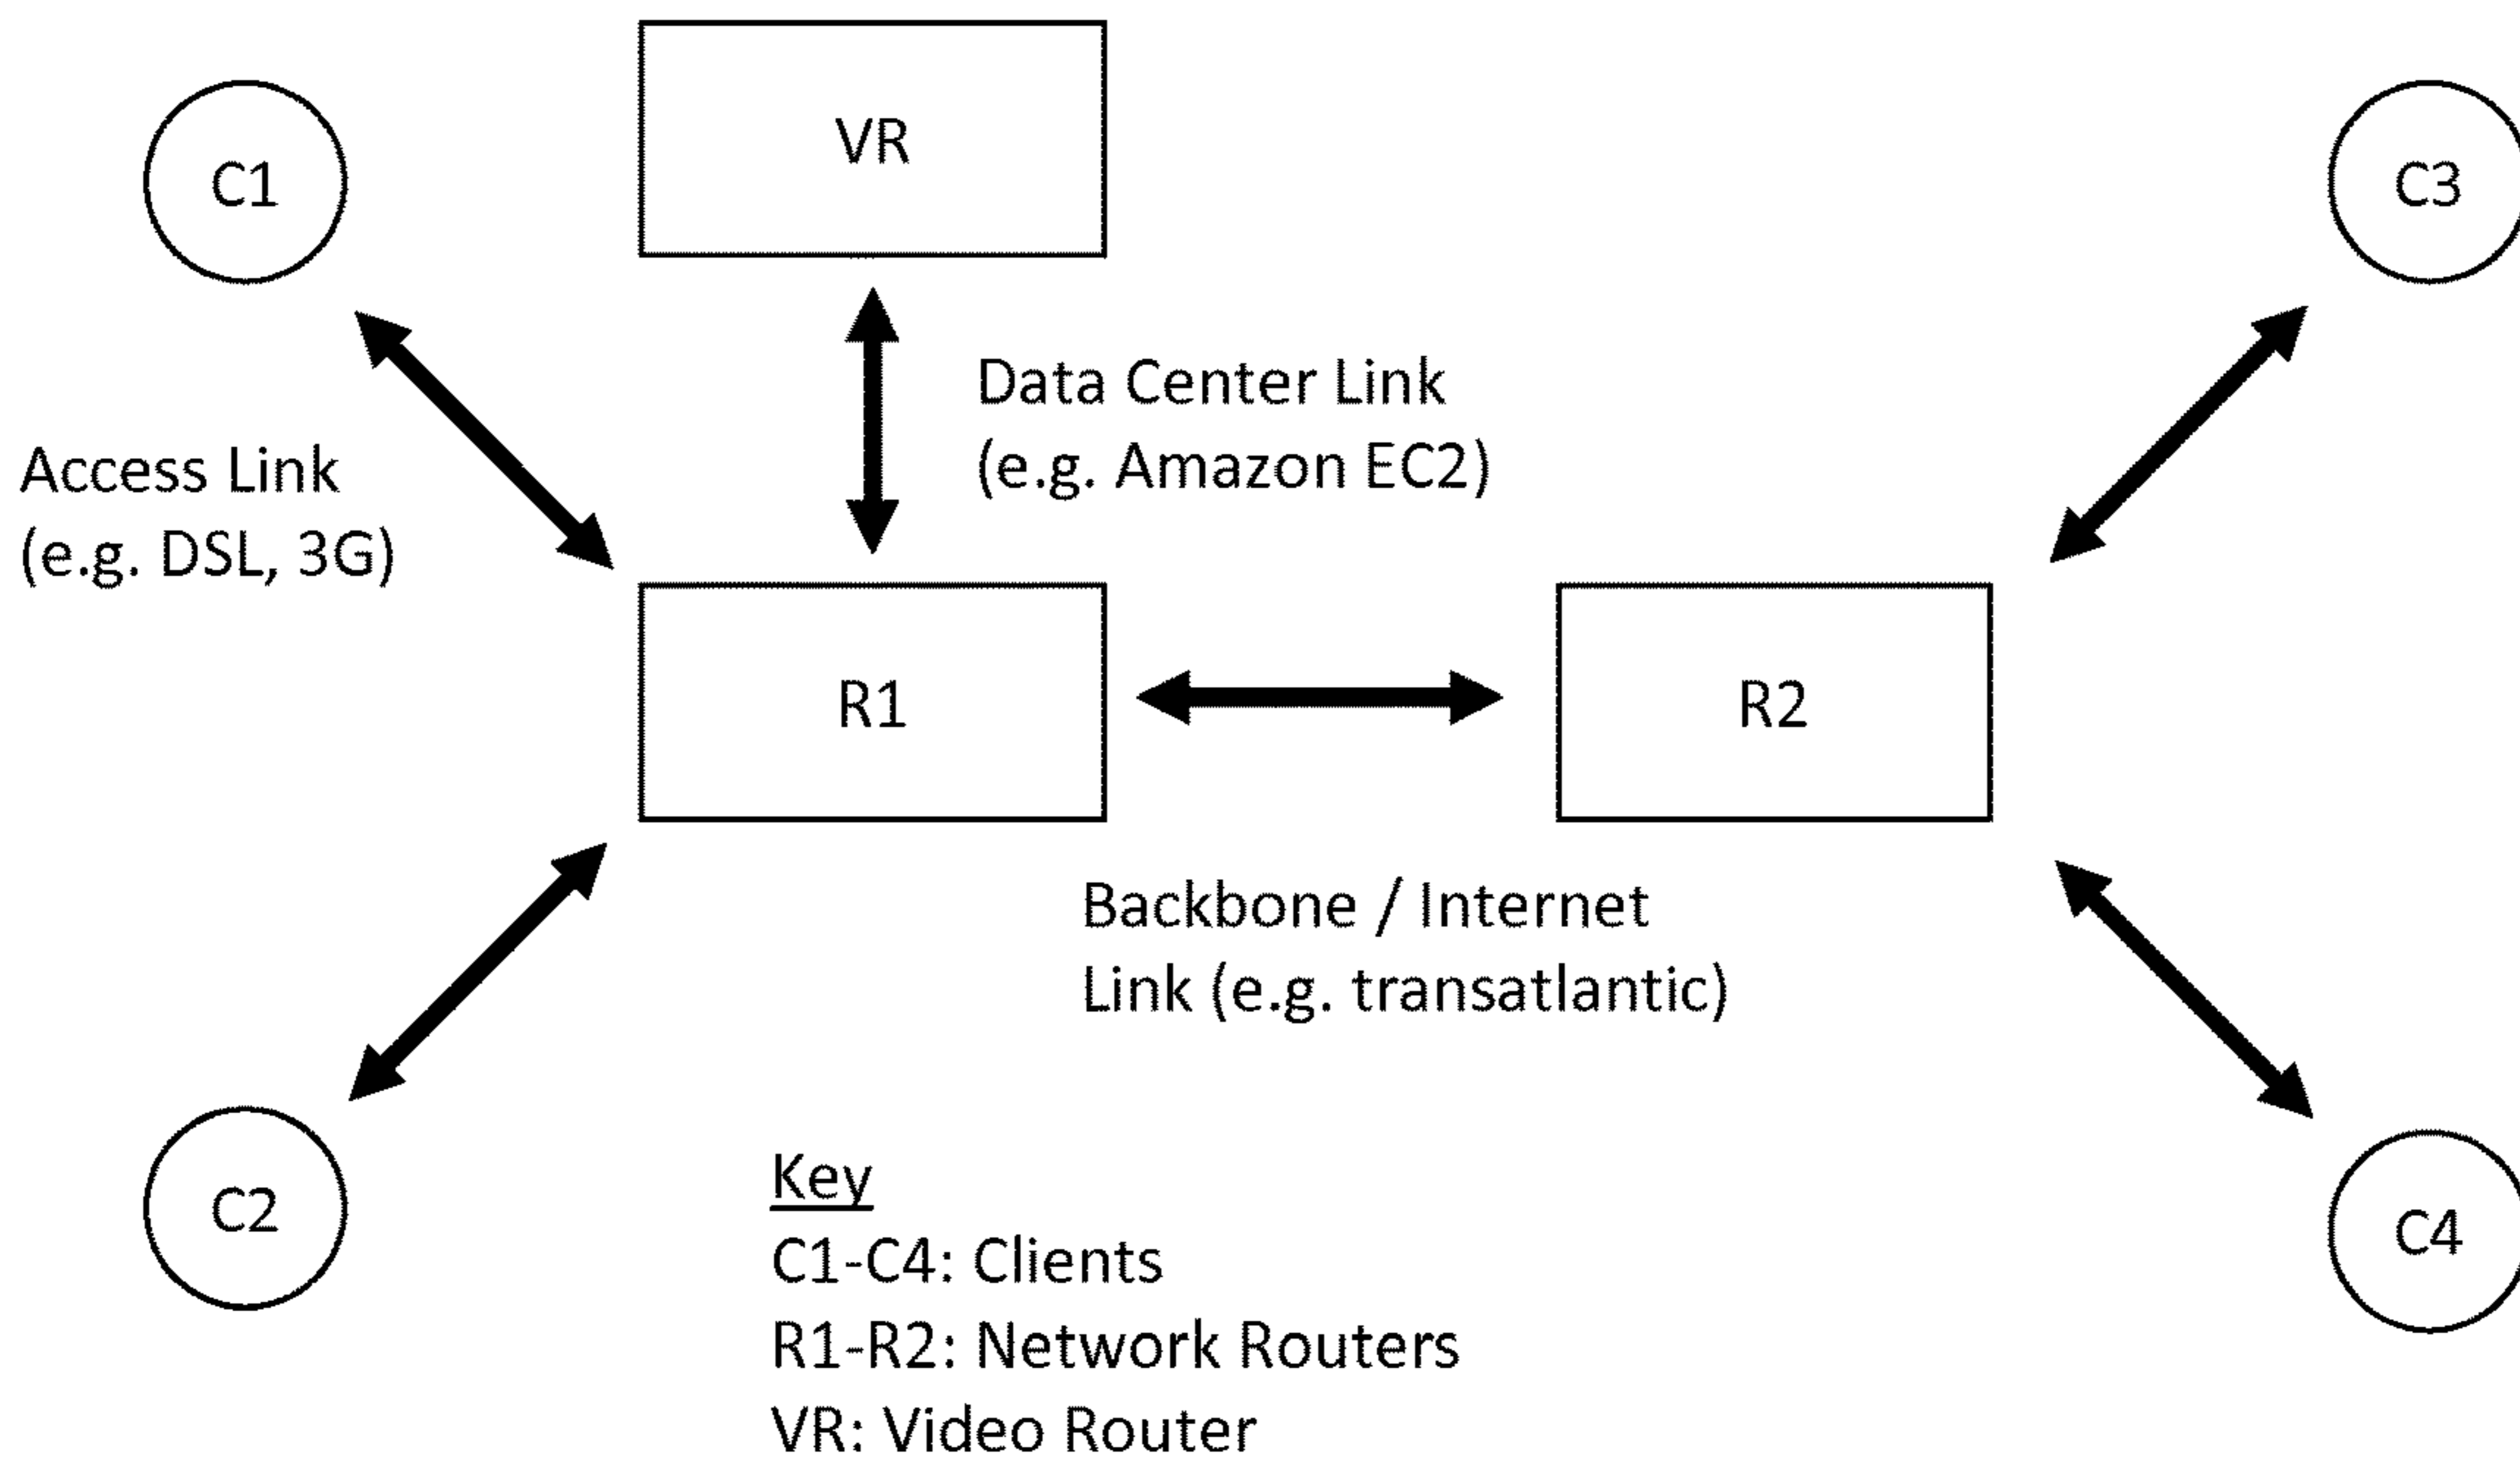 VR
C1
C3
Data Center Link
(e.g. Amazon EC2)
Access Link
(e.g. DSL, 3G)
R1
R2
Backbone / Internet
Link (e.g. transatlantic)
C2
C4
Key
C1-C4: Clients
R1-R2: Network Routers
VR: Video Router